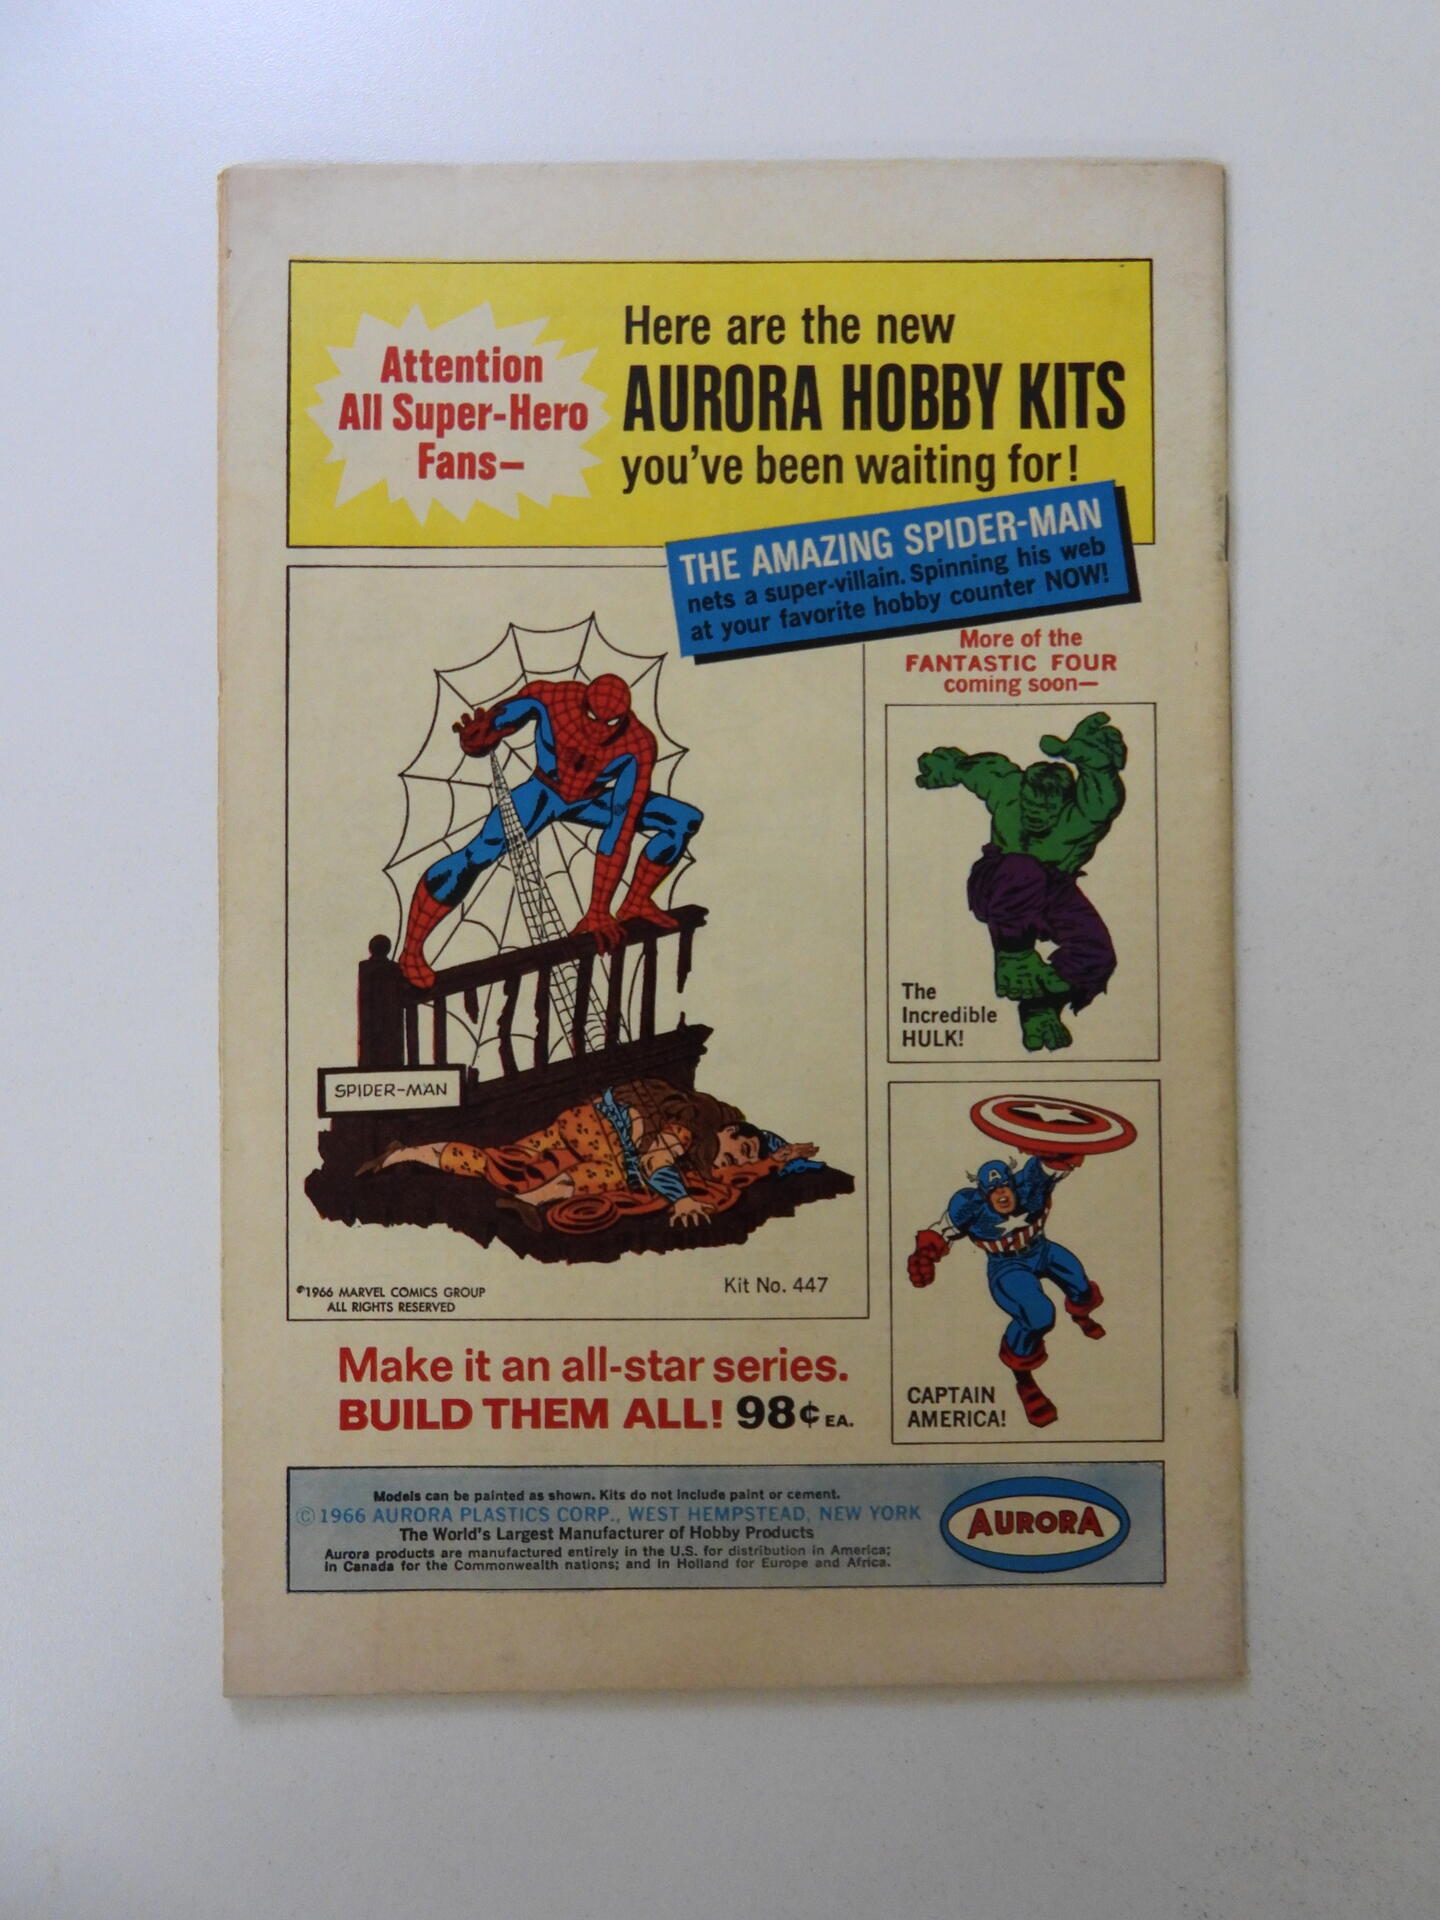 Attention
All Super-Hero
Fans—
Here are the new
AURORA HOBBY KITS
you've been waiting for!
THE AMAZING SPIDER-MAN
nets a super-villain. Spinning his web
at your favorite hobby counter NOW!
More of the
FANTASTIC FOUR
coming soon—
The
Incredible
HULK!
SPIDER-MAN
©1966 MARVEL COMICS GROUP
ALL RIGHTS RESERVED
Kit No. 447
A
CAPTAIN
AMERICA!
Make it an all-star series.
BUILD THEM ALL! 98¢ EA.
Models can be painted as shown. Kits do not include paint or cement.
© 1966 AURORA PLASTICS CORP., WEST HEMPSTEAD, NEW YORK
The World's Largest Manufacturer of Hobby Products
Aurora products are manufactured entirely in the U.S. for distribution in America;
in Canada for the Commonwealth nations; and in Holland for Europe and Africa.
AURORA